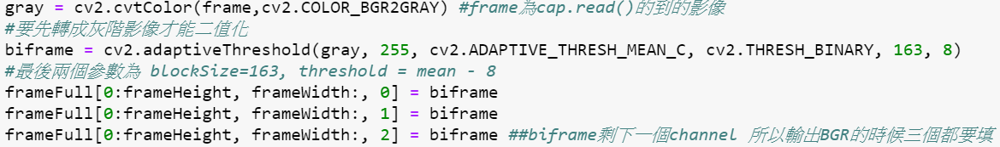 gray = cv2.cvtColor(frame,cv2.COLOR_BGR2GRAY) #frame為cap.read()的到的影像
#要先轉成灰階影像才能二值化
biframe = cv2.adaptiveThreshold(gray, 255, cv2.ADAPTIVE_THRESH_MEAN_C, cv2.THRESH_BINARY, 163, 8)
#最後兩個參數為 blockSize=163, threshold = mean - 8
frameFull[0:frameHeight, frameWidth:, 0] = biframe
frameFull[0:frameHeight, frameWidth:, 1] = biframe
frameFull[0:frameHeight, frameWidth:, 2] = biframe ##biframe剩下一個channel 所以輸出BGR的時候三個都要填